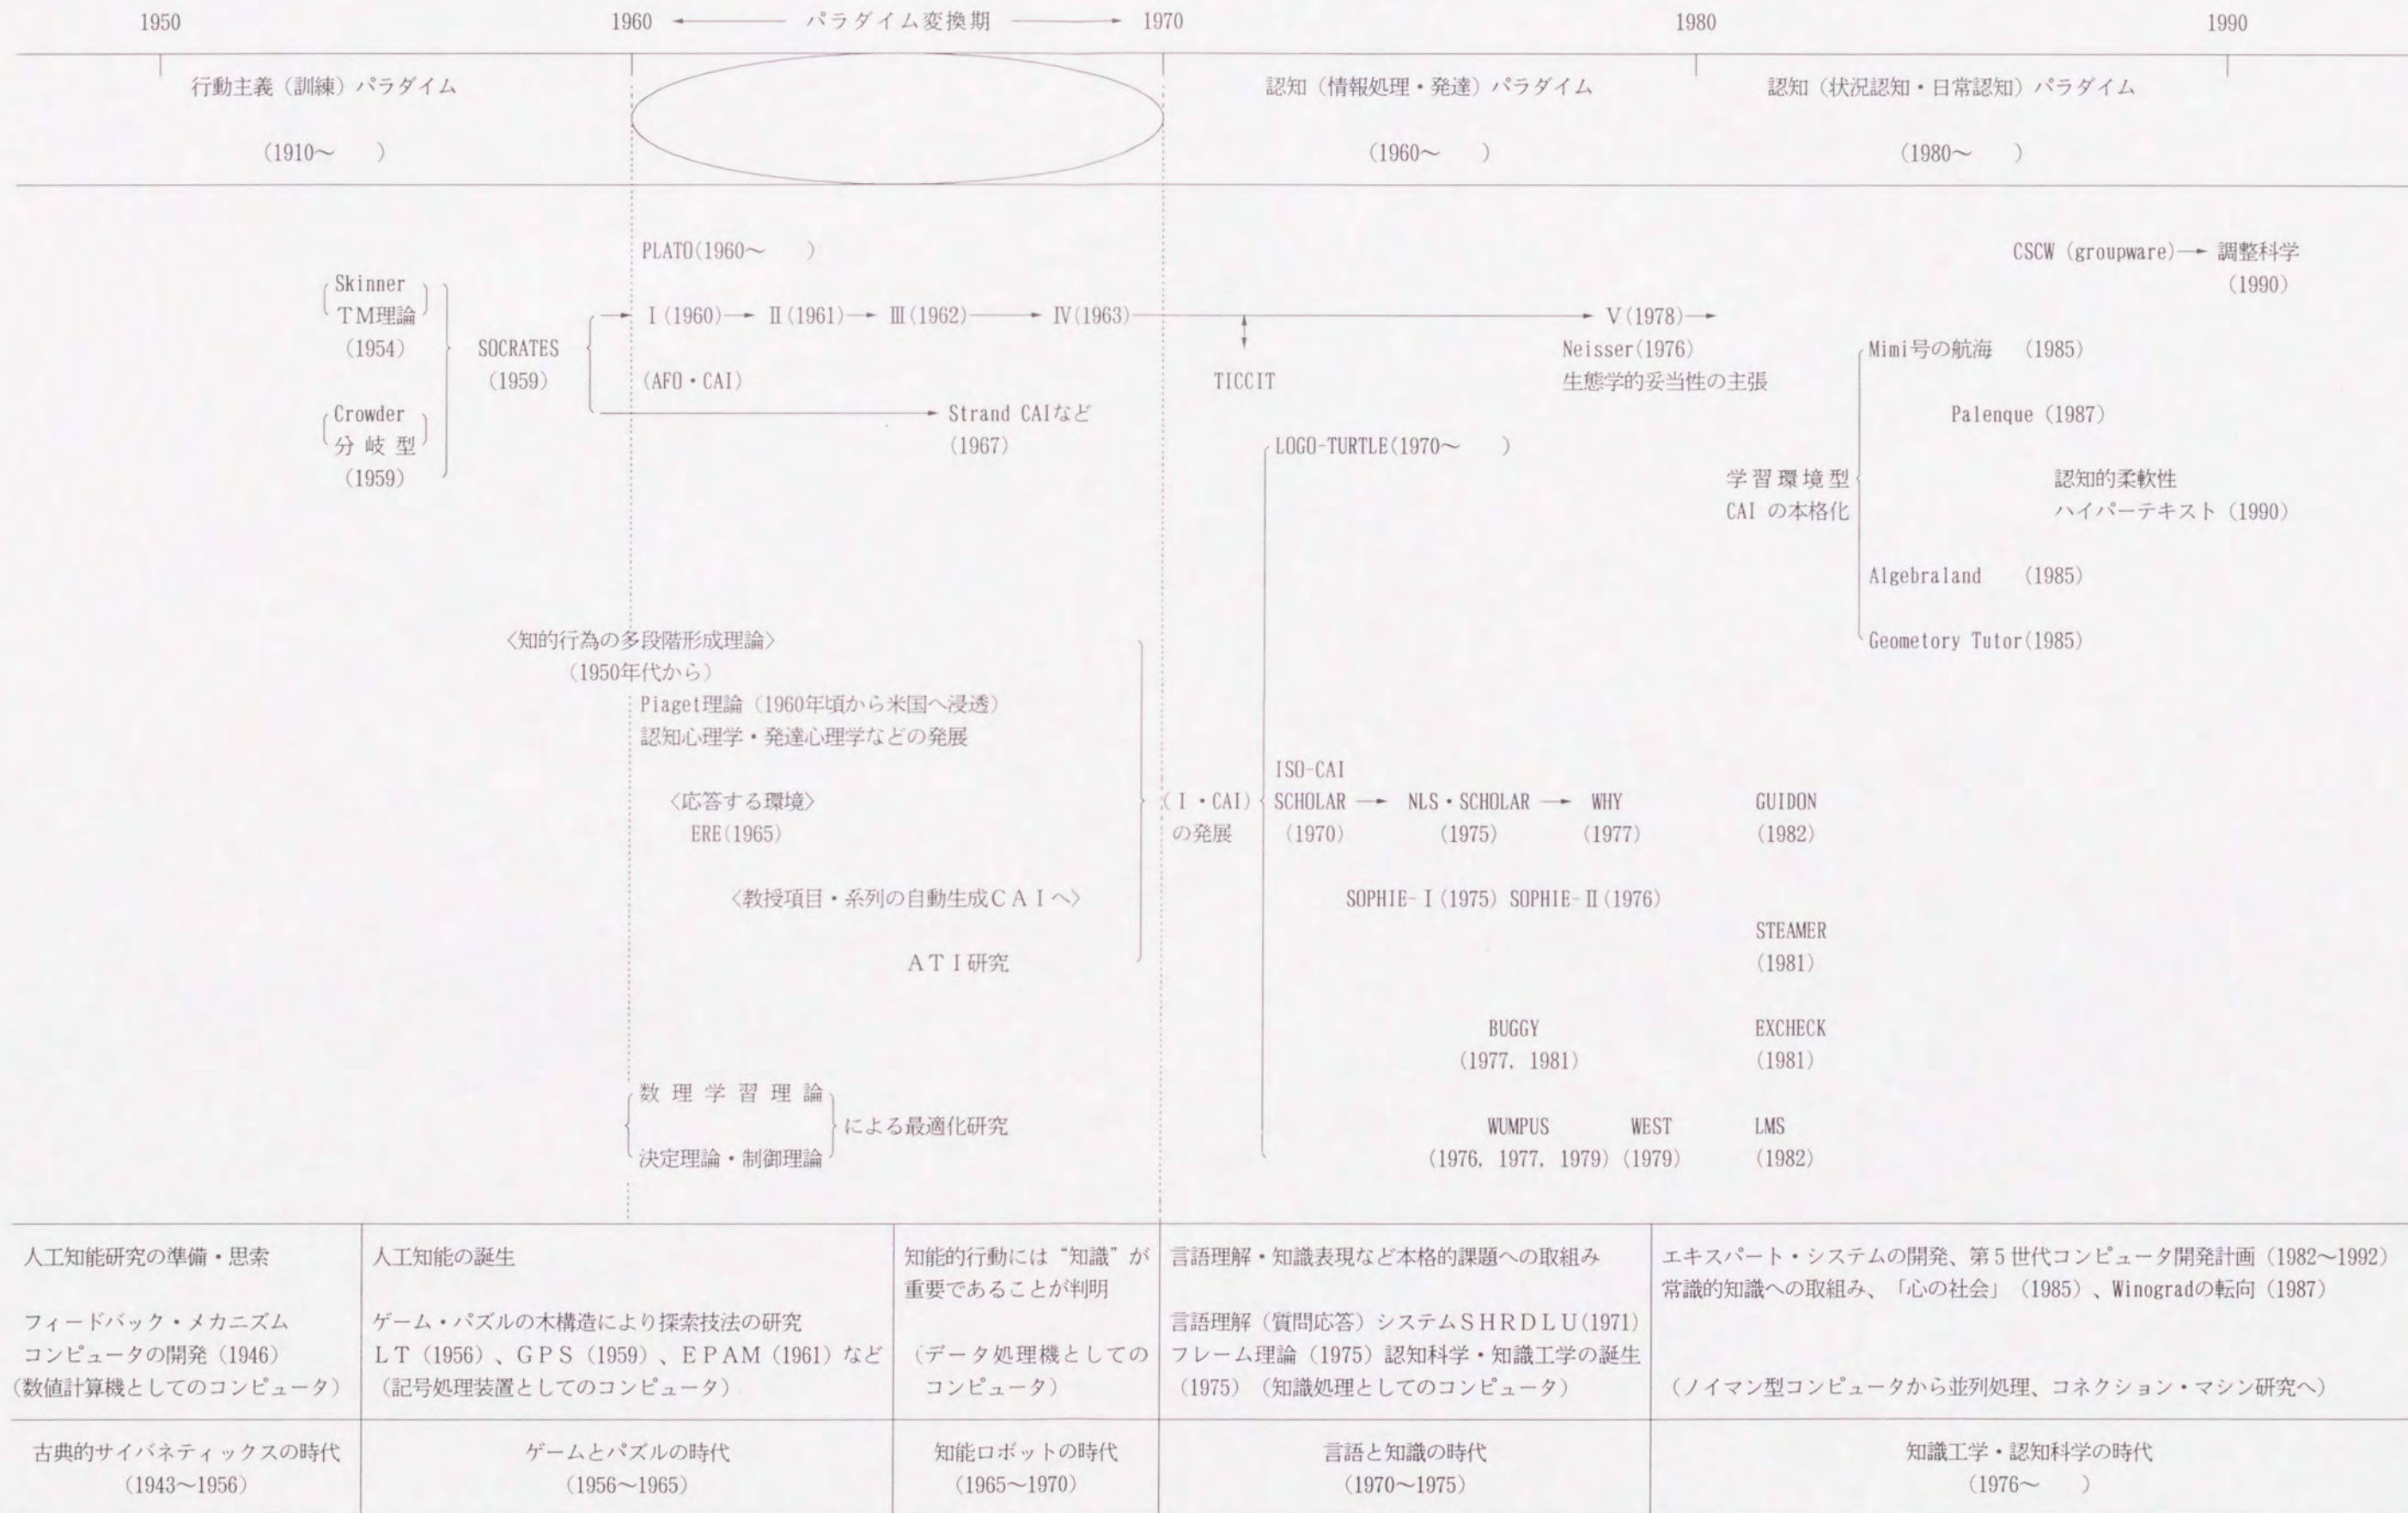 1950 1960 ← パラダイム変換期 → 1970 1980 1990
行動主義(訓練)パラダイム 認知(情報処理・発達)パラダイム 認知(状況認知・日常認知)パラダイム
(1910〜 ) (1960〜 ) (1980〜 )
PLATO(1960〜 ) CSCW (groupware)→ 調整科学
(1990)
Skinner
TM理論
(1954)
Crowder
分岐型
(1959)
SOCRATES
(1959)
→ Ⅰ(1960)→ Ⅱ(1961)→ Ⅲ(1962)→ Ⅳ(1963) → Ⅴ(1978)→
(AFO・CAI)
→ Strand CAIなど
(1967)
TICCIT
Neisser(1976)
生態学的妥当性の主張
LOGO-TURTLE(1970〜 )
学習環境型
CAI の本格化
Mimi号の航海 (1985)
Palenque (1987)
認知的柔軟性
ハイパーテキスト(1990)
Algebraland (1985)
Geometory Tutor(1985)
〈知的行為の多段階形成理論〉
(1950年代から)
Piaget理論(1960年頃から米国へ浸透)
認知心理学・発達心理学などの発展
〈応答する環境〉
ERE(1965)
〈教授項目・系列の自動生成CAIへ〉
ATI研究
(I・CAI)
の発展
ISO-CAI
SCHOLAR → NLS・SCHOLAR → WHY GUIDON
(1970) (1975) (1977) (1982)
SOPHIE-Ⅰ(1975) SOPHIE-Ⅱ(1976)
STEAMER
(1981)
BUGGY EXCHECK
(1977, 1981) (1981)
WUMPUS WEST LMS
(1976, 1977, 1979) (1979) (1982)
数理学習理論
による最適化研究
決定理論・制御理論
人工知能研究の準備・思索
フィードバック・メカニズム
コンピュータの開発(1946)
(数値計算機としてのコンピュータ)
人工知能の誕生
ゲーム・パズルの木構造により探索技法の研究
LT(1956)、GPS(1959)、EPAM(1961)など
(記号処理装置としてのコンピュータ)
知能的行動には“知識”が
重要であることが判明
(データ処理機としての
コンピュータ)
言語理解・知識表現など本格的課題への取組み
言語理解(質問応答)システムSHRDLU(1971)
フレーム理論(1975)認知科学・知識工学の誕生
(1975)(知識処理としてのコンピュータ)
エキスパート・システムの開発、第5世代コンピュータ開発計画(1982〜1992)
常識的知識への取組み、「心の社会」(1985)、Winogradの転向(1987)
(ノイマン型コンピュータから並列処理、コネクション・マシン研究へ)
古典的サイバネティックスの時代 ゲームとパズルの時代 知能ロボットの時代 言語と知識の時代 知識工学・認知科学の時代
(1943〜1956) (1956〜1965) (1965〜1970) (1970〜1975) (1976〜 )